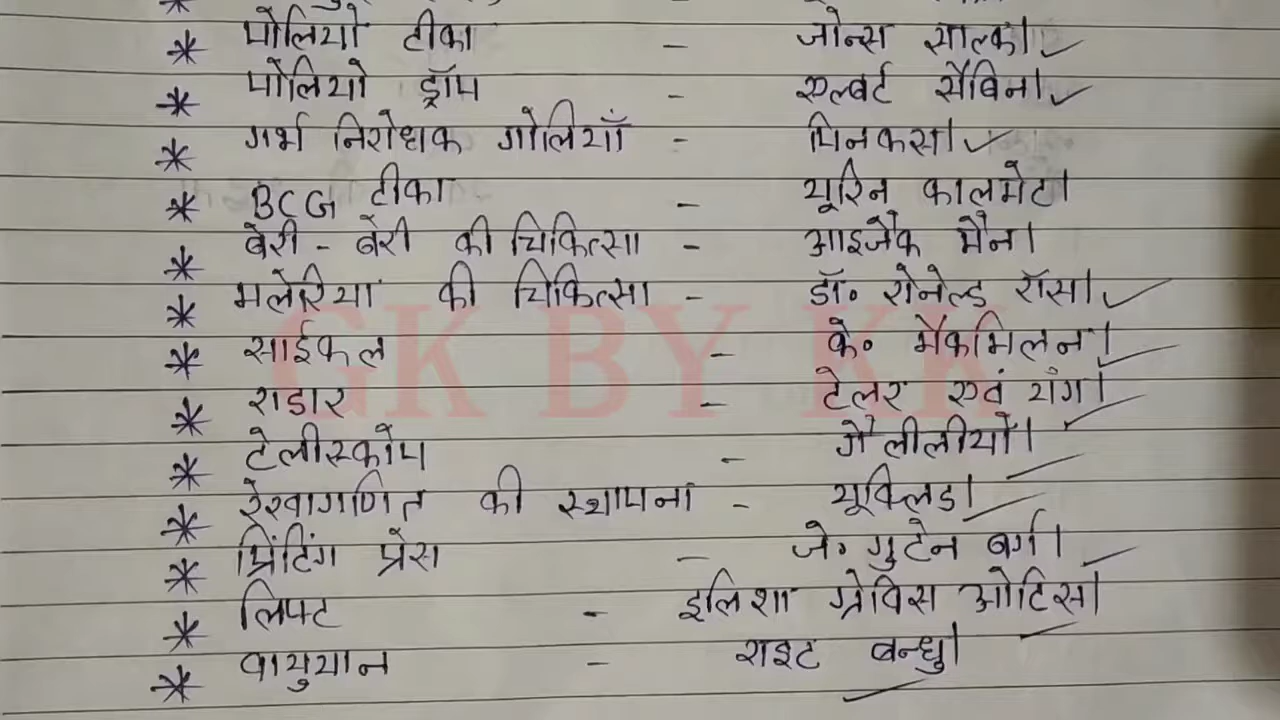 * पोलियो टीका - जोन्स साल्क।
* पोलियो ड्रॉप - एल्बर्ट सैबिन।
* गर्भ निरोधक गोलियाँ - पिनकस।
* BCG टीका - यूरिन कालमेट।
* बेरी - बेरी की चिकित्सा - आइजैक मैन।
* मलेरिया की चिकित्सा - डॉ॰ रोनेल्ड रॉस।
* साईकल - के॰ मैकमिलन।
* राडार - टेलर एवं यंग।
* टेलीस्कोप - गैलीलीयो।
* रेखागणित की स्थापना - यूक्लिड।
* प्रिंटिंग प्रेस - जे॰ गुटेन बर्ग।
* लिफ्ट - इलिशा ग्रेविस ओटिस।
* वायुयान - राइट बन्धु।
GK BY KK